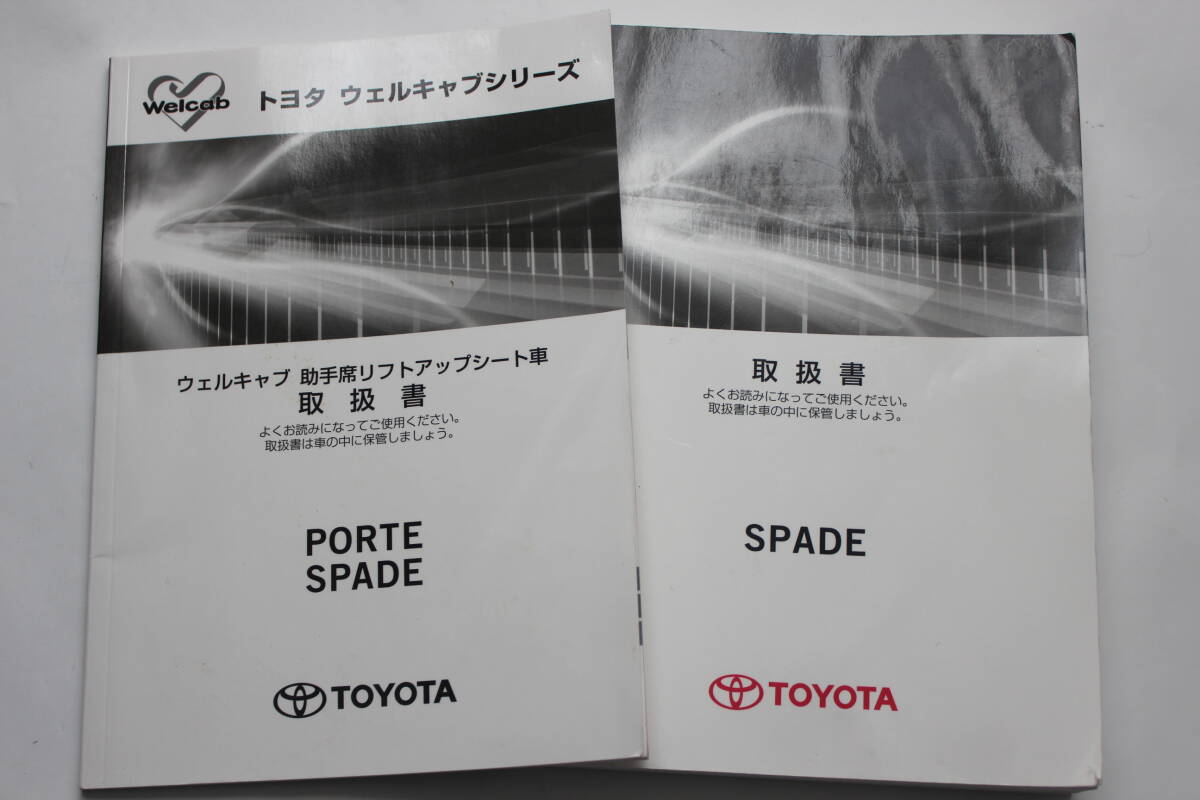 Welcab
トヨタ ウェルキャブシリーズ
ウェルキャブ 助手席リフトアップシート車
取扱書
よくお読みになってご使用ください。
取扱書は車の中に保管しましょう。
PORTE
SPADE
TOYOTA
取扱書
よくお読みになってご使用ください。
取扱書は車の中に保管しましょう。
SPADE
TOYOTA